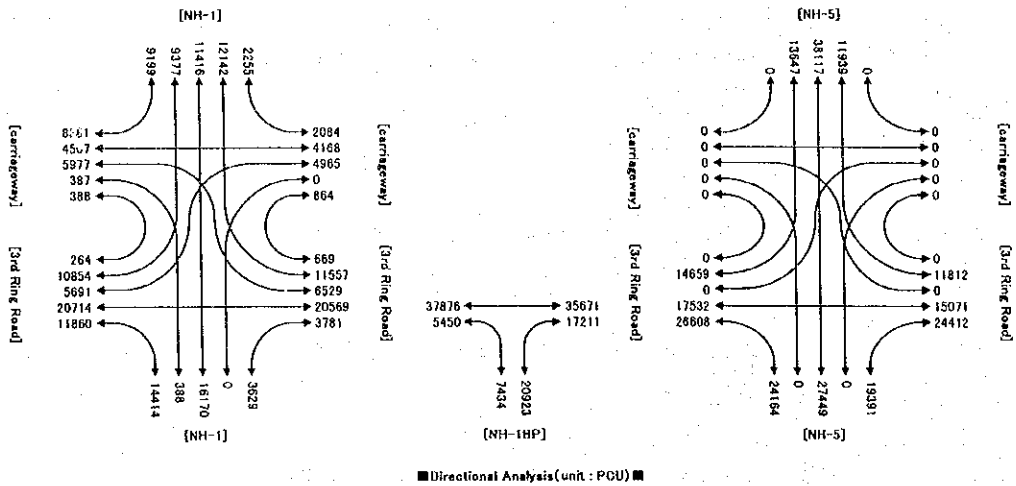 [NH-1]
9199 9377 11416 12142 2255
[carriageway]
4507
5977
387
388
2084
4168
4965
0
864
[carriageway]
[3rd Ring Road]
264
10854
5691
20714
11860
669
11557
6529
20569
3781
[3rd Ring Road]
14414 388 16170 0 3629
[NH-1]
37876 35671
5450 17211
7434 20923
[NH-1HP]
[NH-5]
0 13647 38117 11939 0
[carriageway]
0
0
0
0
0
0
0
0
0
0
[carriageway]
[3rd Ring Road]
0
14659
0
17532
26608
0
11812
0
15071
24412
[3rd Ring Road]
24164 0 27449 0 19391
[NH-5]
■Directional Analysis(unit : PCU)■